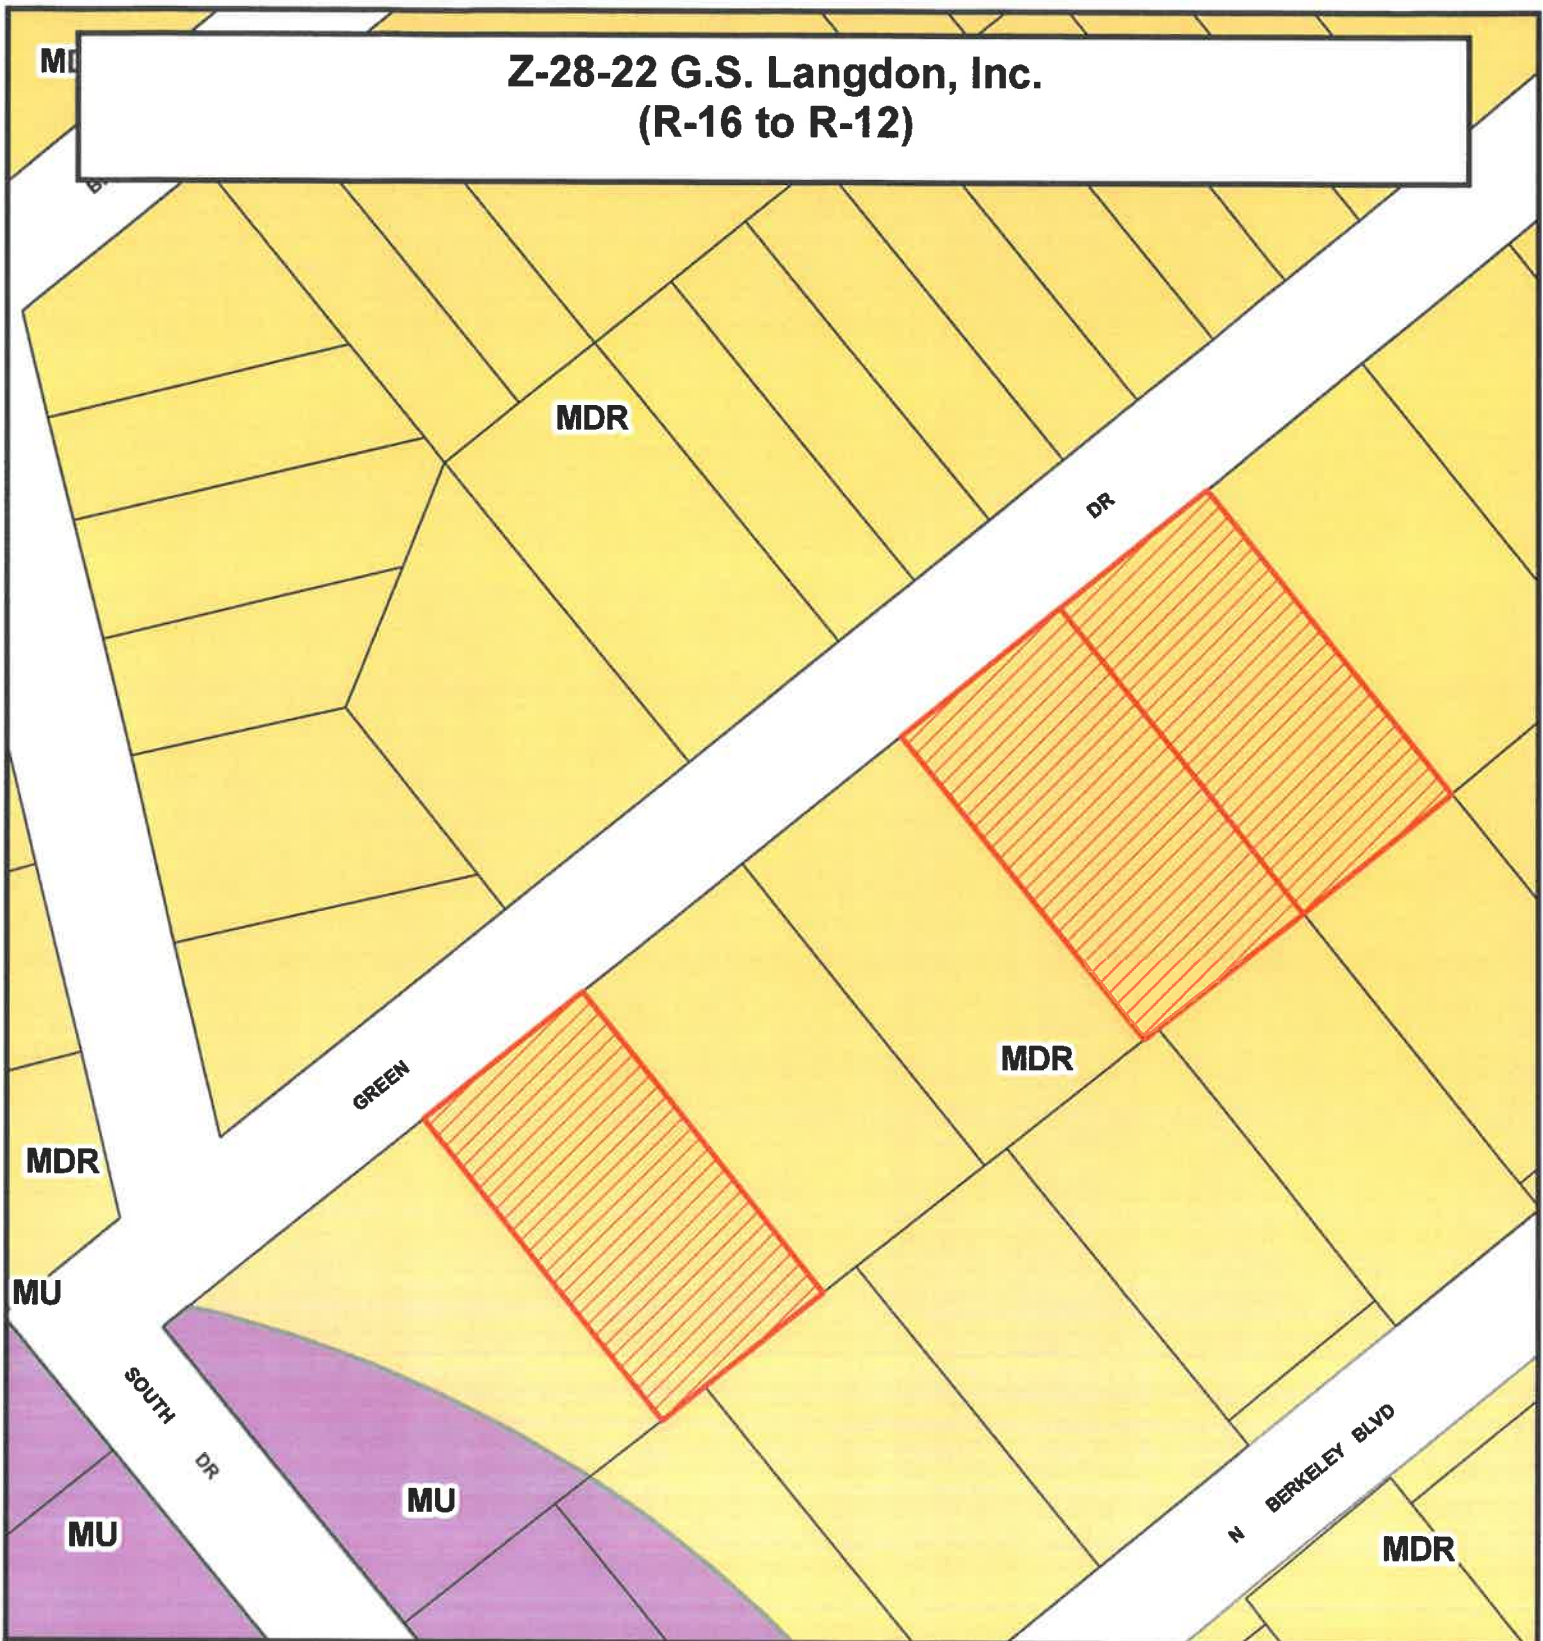 Z-28-22 G.S. Langdon, Inc.
(R-16 to R-12)
MDR
DR
GREEN
MDR
MDR
MU
SOUTH DR
MU
MU
N BERKELEY BLVD
MDR